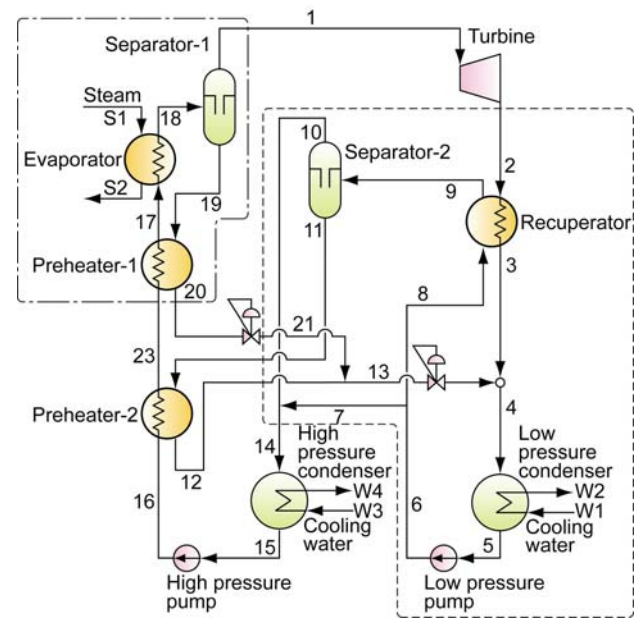 1
Separator-1
Turbine
Steam
S1
18
10
Separator-2
2
Evaporator
9
S2
19
11
17
Recuperator
Preheater-1
3
20
8
21
23
13
Preheater-2
7
4
12
14
High
pressure
condenser
Low
pressure
condenser
16
W4
W3
6
W2
W1
Cooling
water
15
5
Cooling
water
High pressure
pump
Low pressure
pump